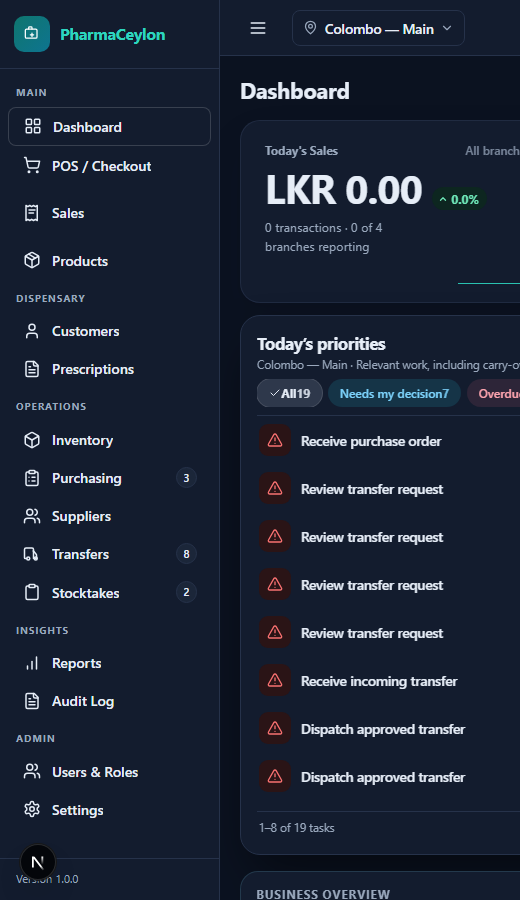 PharmaCeylon
MAIN
Dashboard
POS / Checkout
Sales
Products
DISPENSARY
Customers
Prescriptions
OPERATIONS
Inventory
Purchasing 3
Suppliers
Transfers 8
Stocktakes 2
INSIGHTS
Reports
Audit Log
ADMIN
Users & Roles
Settings
N
Version 1.0.0
Colombo — Main
Dashboard
Today's Sales All branch
LKR 0.00 0.0%
0 transactions · 0 of 4
branches reporting
Today's priorities
Colombo — Main · Relevant work, including carry-ov
All19 Needs my decision7 Overdu
Receive purchase order
Review transfer request
Review transfer request
Review transfer request
Review transfer request
Receive incoming transfer
Dispatch approved transfer
Dispatch approved transfer
1–8 of 19 tasks
BUSINESS OVERVIEW